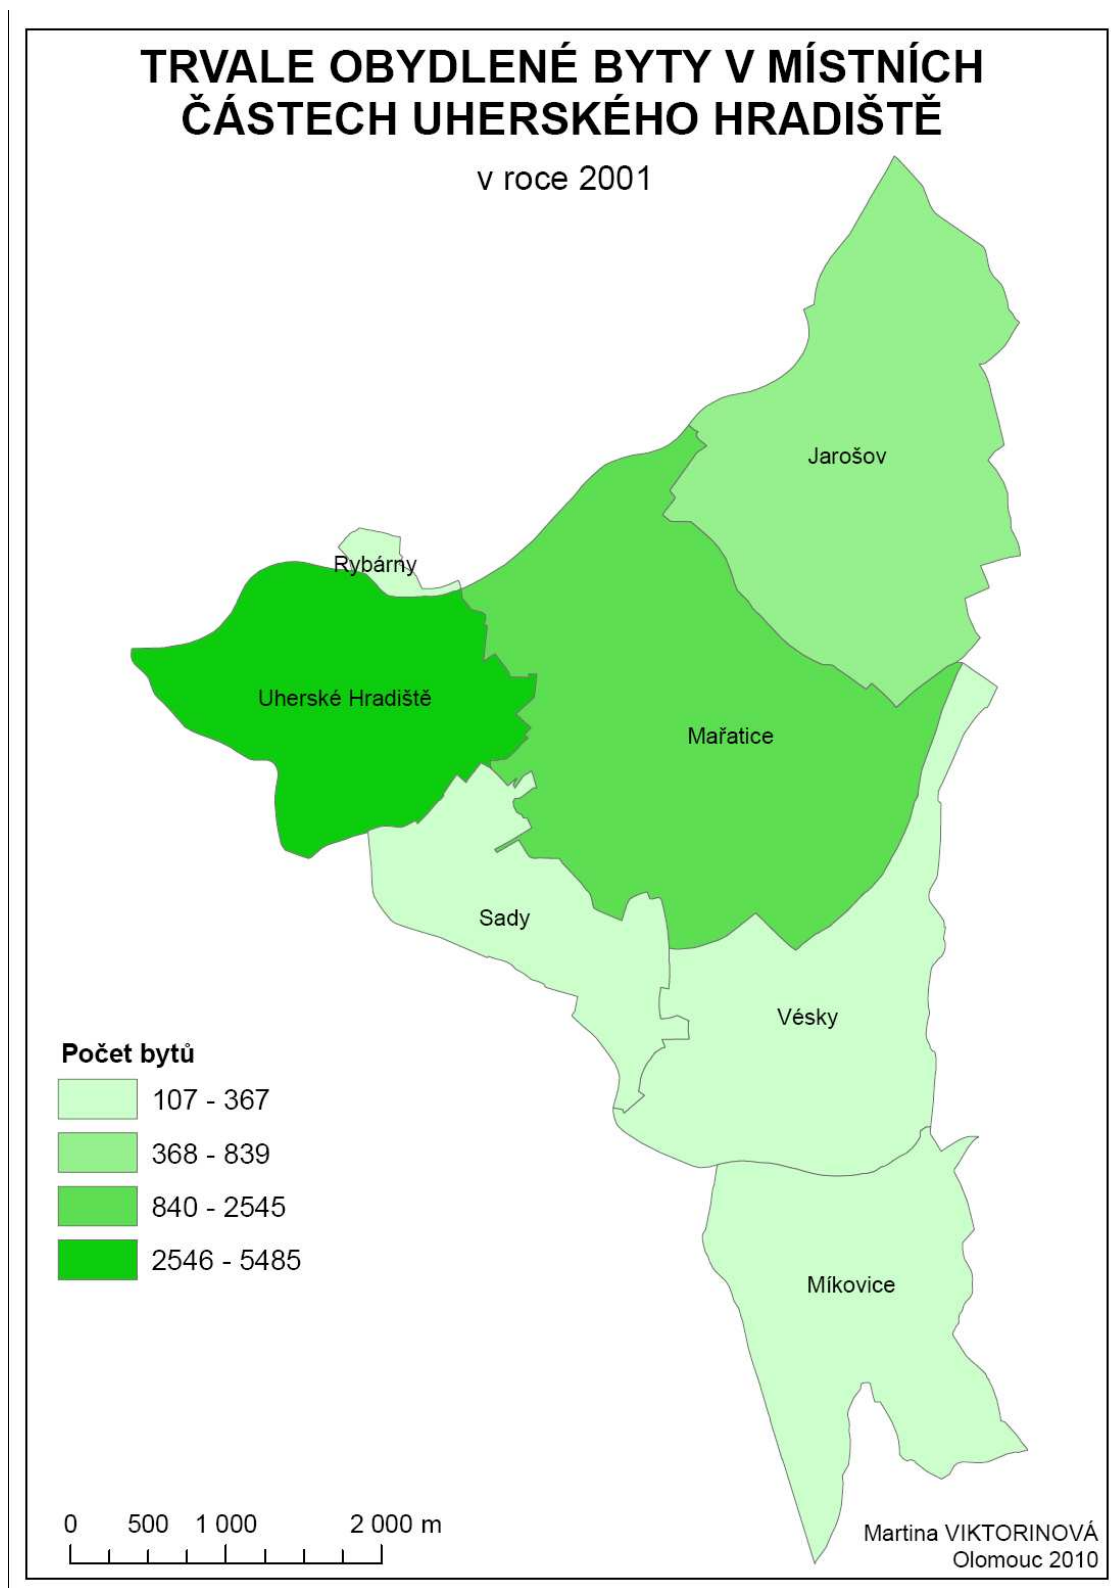 TRVALE OBYDLENÉ BYTY V MÍSTNÍCH
ČÁSTECH UHERSKÉHO HRADIŠTĚ
v roce 2001
Jarošov
Rybárny
Uherské Hradiště
Mařatice
Sady
Vésky
Počet bytů
107 - 367
368 - 839
840 - 2545
2546 - 5485
Míkovice
0 500 1 000 2 000 m
Martina VIKTORINOVÁ
Olomouc 2010